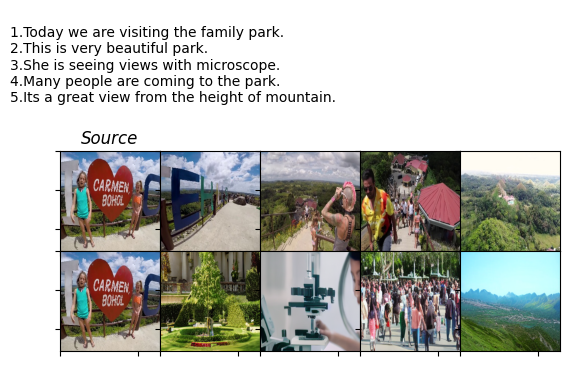 1.Today we are visiting the family park.
2.This is very beautiful park.
3.She is seeing views with microscope.
4.Many people are coming to the park.
5.Its a great view from the height of mountain.
Source
I CARMEN BOHOL
EH
I CARMEN BOHOL